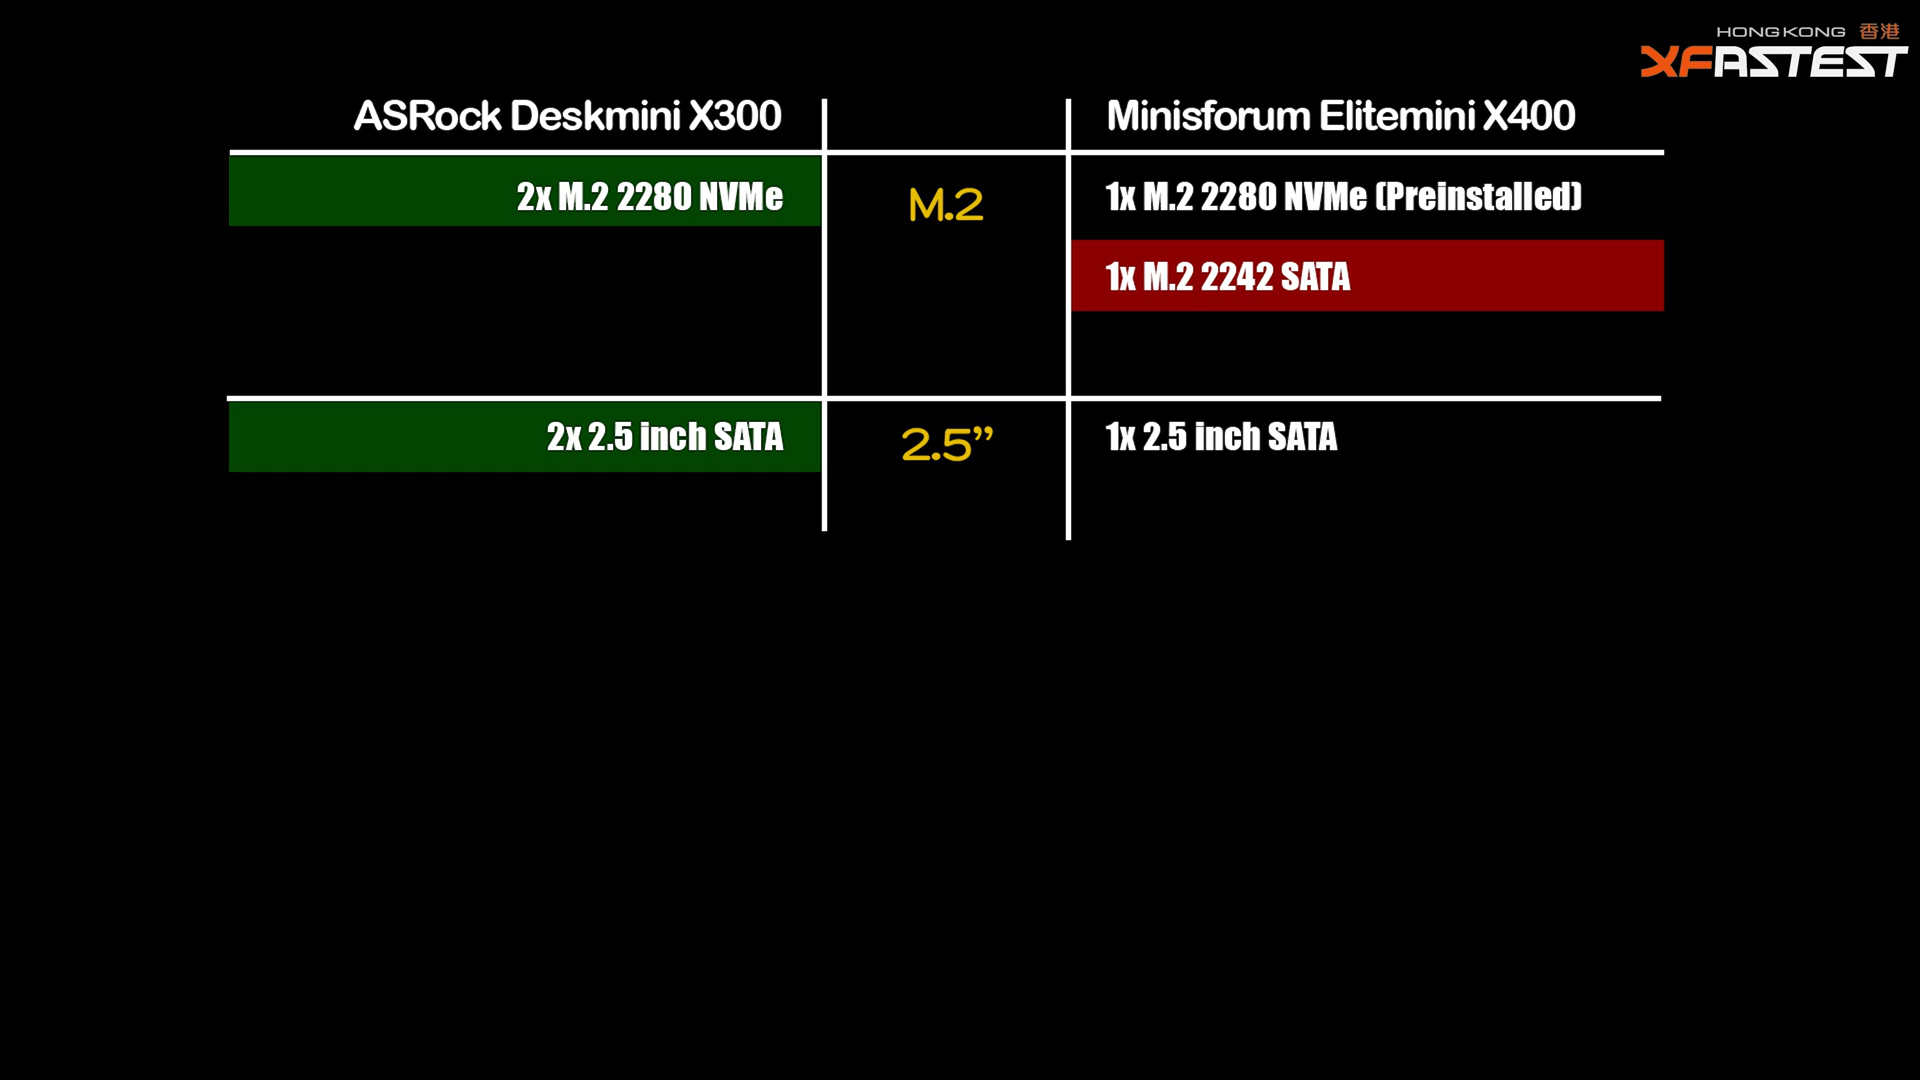 HONG KONG 香港
XFASTEST
ASRock Deskmini X300
Minisforum Elitemini X400
2x M.2 2280 NVMe
M.2
1x M.2 2280 NVMe (Preinstalled)
1x M.2 2242 SATA
2x 2.5 inch SATA
2.5”
1x 2.5 inch SATA